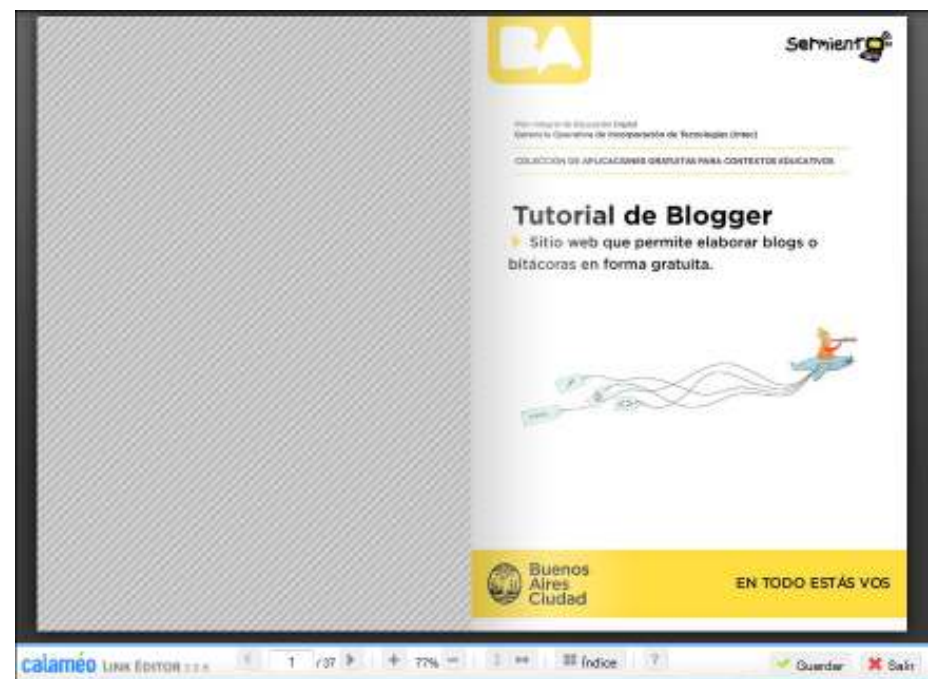 BA
Sarmiento
Plan Integral de Educación Digital
Gerencia Operativa de Incorporación de Tecnologías (Intec)
COLECCIÓN DE APLICACIONES GRATUITAS PARA CONTEXTOS EDUCATIVOS
Tutorial de Blogger
Sitio web que permite elaborar blogs o
bitácoras en forma gratuita.
Buenos
Aires
Ciudad
EN TODO ESTÁS VOS
calaméo LINK EDITOR 1 /37 77% Índice ? Guardar Salir